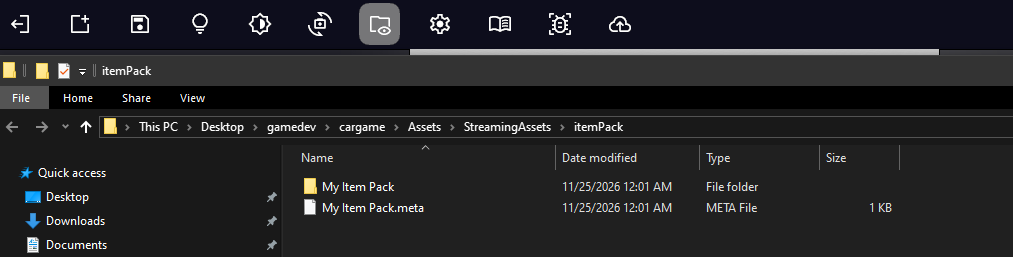 itemPack
File Home Share View
This PC Desktop gamedev cargame Assets StreamingAssets itemPack
Name Date modified Type Size
Quick access
My Item Pack 11/25/2026 12:01 AM File folder
Desktop
My Item Pack.meta 11/25/2026 12:01 AM META File 1 KB
Downloads
Documents